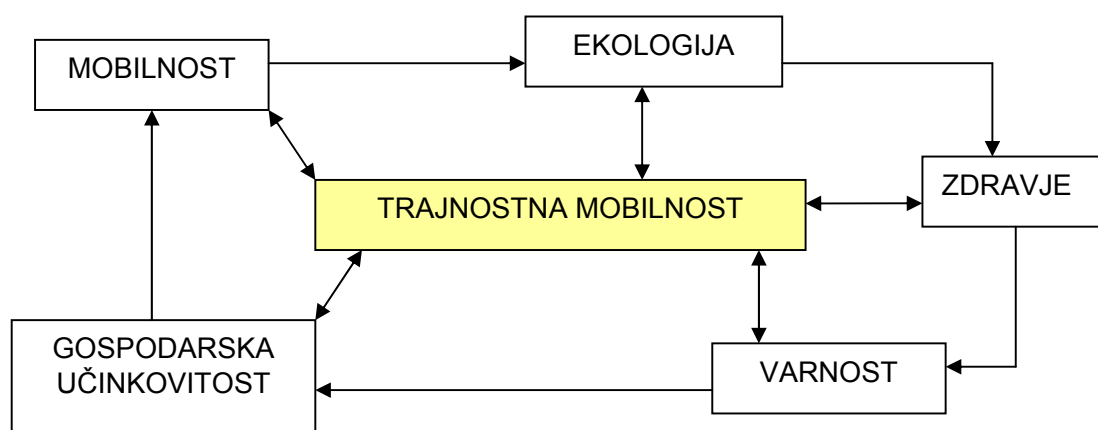 MOBILNOST
EKOLOGIJA
ZDRAVJE
TRAJNOSTNA MOBILNOST
GOSPODARSKA
UČINKOVITOST
VARNOST